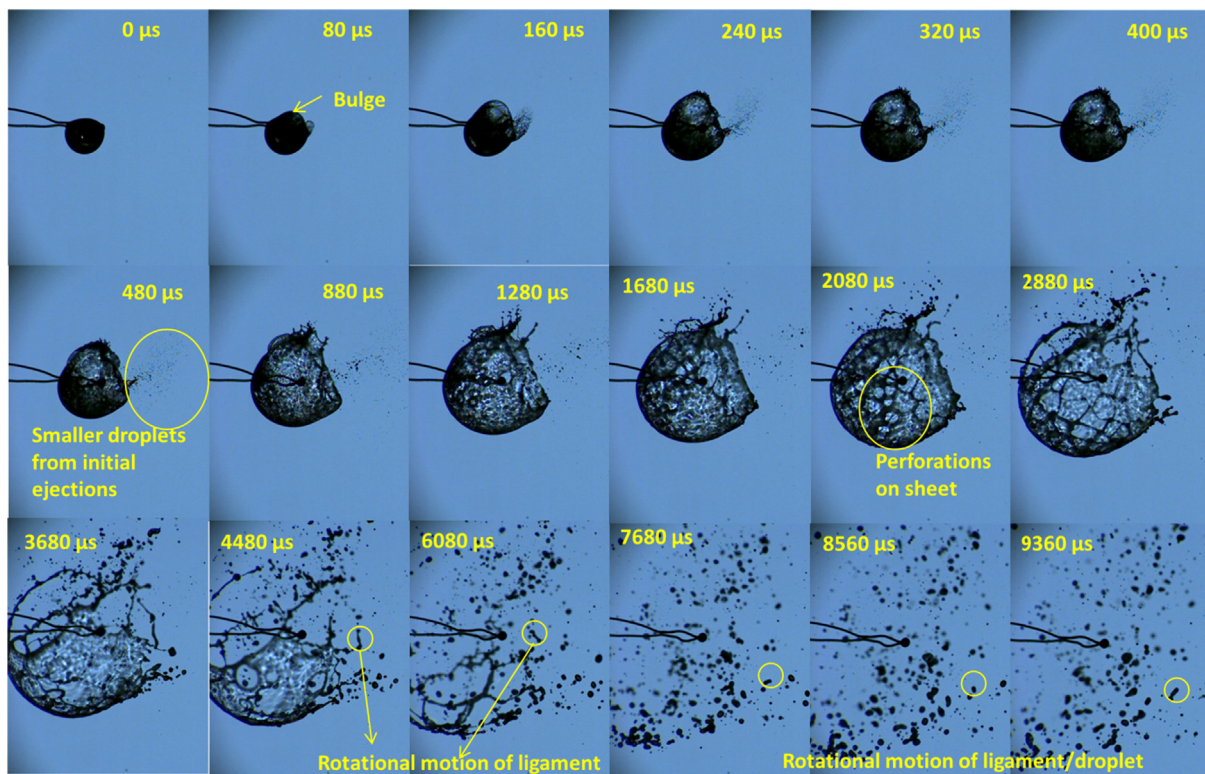 0 µs
80 µs
160 µs
240 µs
320 µs
400 µs
Bulge
480 µs
880 µs
1280 µs
1680 µs
2080 µs
2880 µs
Smaller droplets
from initial
ejections
Perforations
on sheet
3680 µs
4480 µs
6080 µs
7680 µs
8560 µs
9360 µs
Rotational motion of ligament
Rotational motion of ligament/droplet